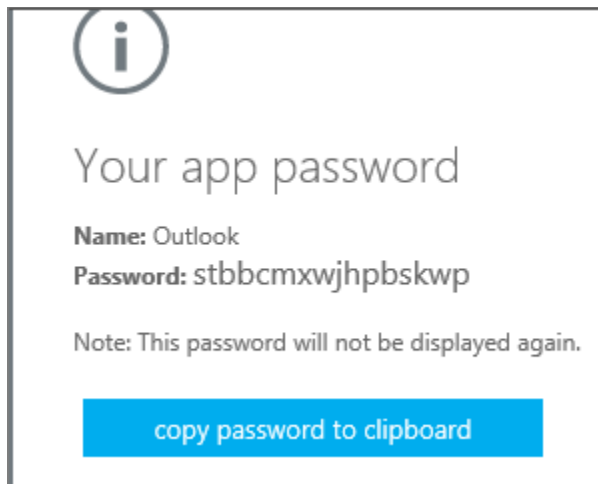 i
Your app password
Name: Outlook
Password: stbbcmxwjhpbskwp
Note: This password will not be displayed again.
copy password to clipboard